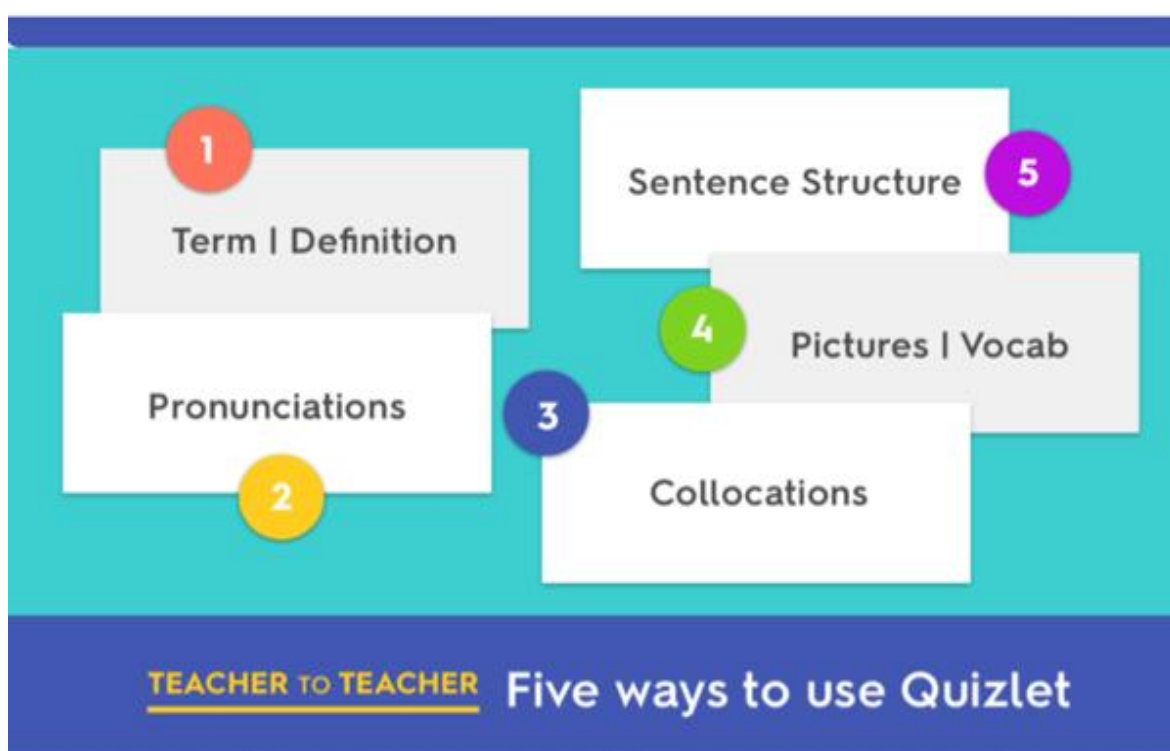 1
Term | Definition
Pronunciations
2
3
Collocations
4
Pictures | Vocab
Sentence Structure
5
TEACHER TO TEACHER Five ways to use Quizlet